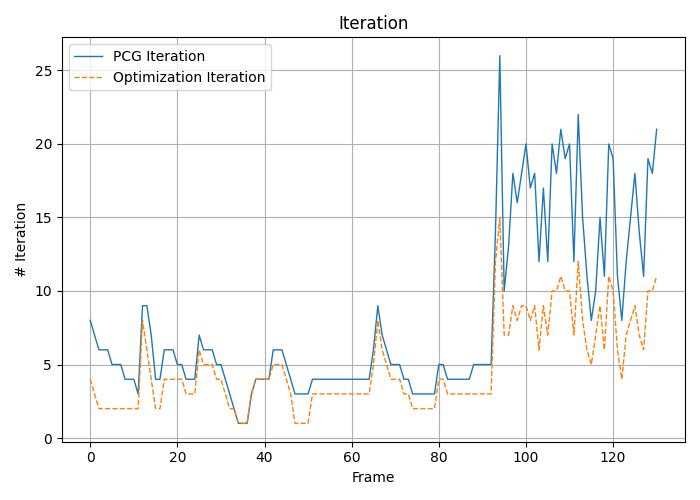 Iteration
PCG Iteration
Optimization Iteration
25
20
15
10
5
0
# Iteration
0 20 40 60 80 100 120
Frame